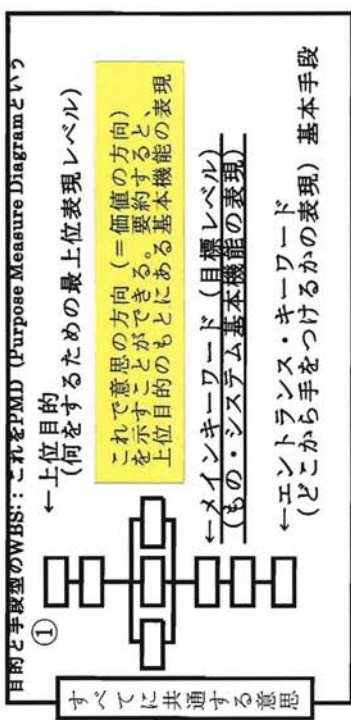 目的と手段型のWBS：：これをPMD (Purpose Measure Diagramという
①
←上位目的
(何をするための最上位表現レベル)
これで意思の方向（＝価値の方向）
を示すことができる。要約すると、
上位目的のもとにある基本機能の表現
←メインキーワード（目標レベル）
(もの・システム基本機能の表現)
←エントランス・キーワード
(どこから手をつけるかの表現）基本手段
すべてに共通する意思